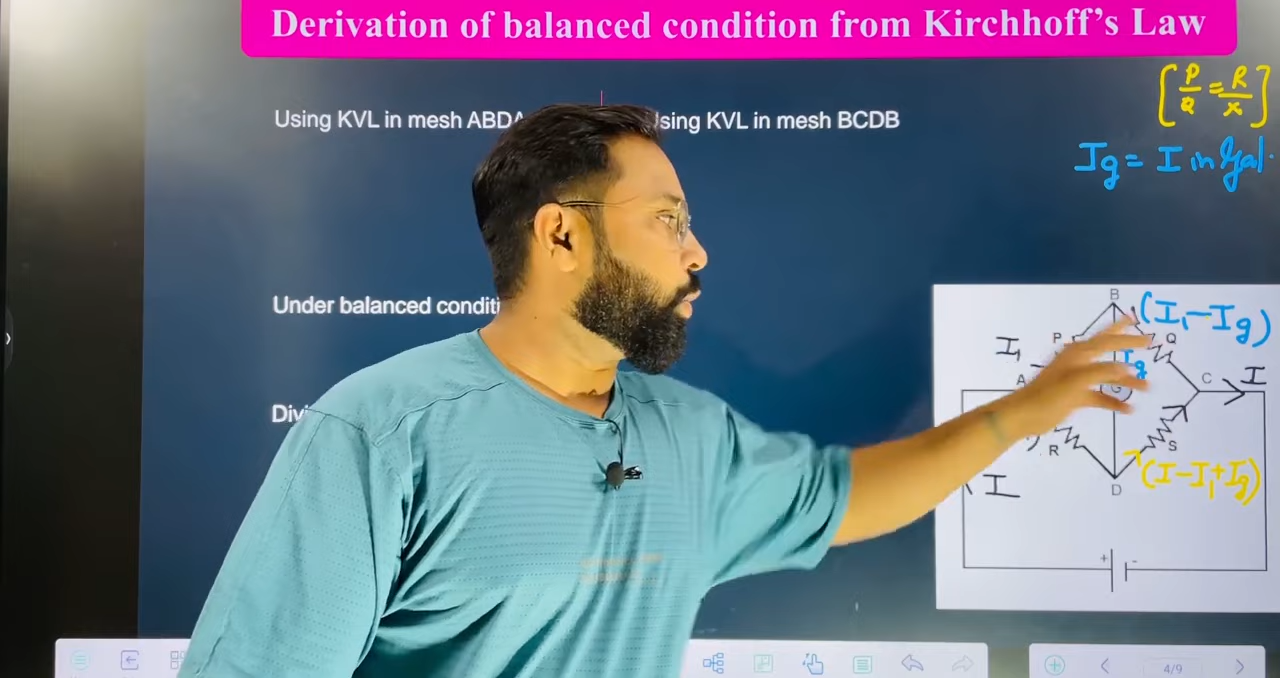 Derivation of balanced condition from Kirchhoff's Law
[P/Q = R/X]
Using KVL in mesh ABDA
Using KVL in mesh BCDB
Ig = I in Gal.
Under balanced
B
(I₁-Ig)
P
Q
I₁
Ig
A
G
C
I
R
S
I
D
(I-I₁+Ig)
+
-
4/9